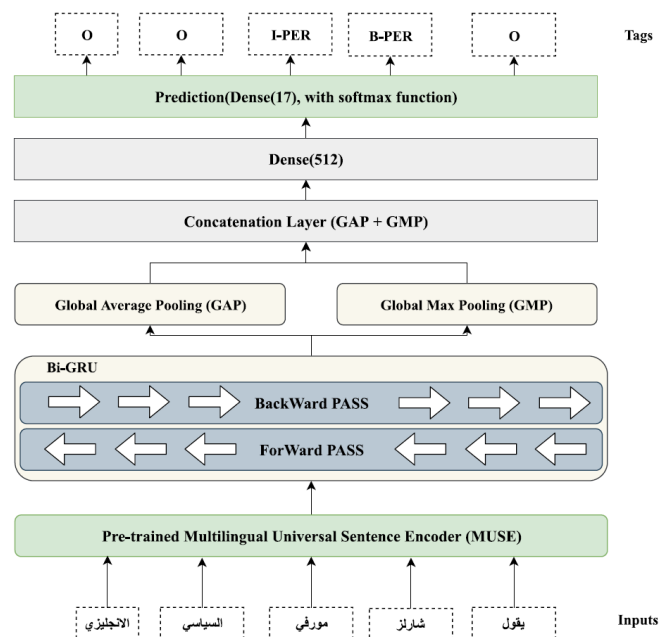 O
O
I-PER
B-PER
O
Tags
Prediction(Dense(17), with softmax function)
Dense(512)
Concatenation Layer (GAP + GMP)
Global Average Pooling (GAP)
Global Max Pooling (GMP)
Bi-GRU
BackWard PASS
ForWard PASS
Pre-trained Multilingual Universal Sentence Encoder (MUSE)
الانجليزي
السياسي
مورفي
شارلز
يقول
Inputs